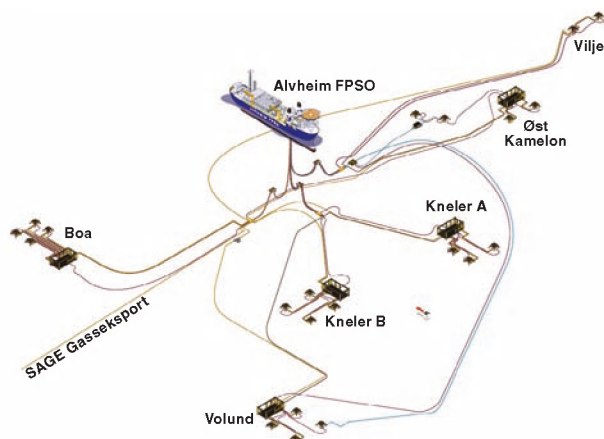 Vilje
Alvheim FPSO
Øst
Kamelon
Kneler A
Boa
SAGE Gasseksport
Kneler B
Volund